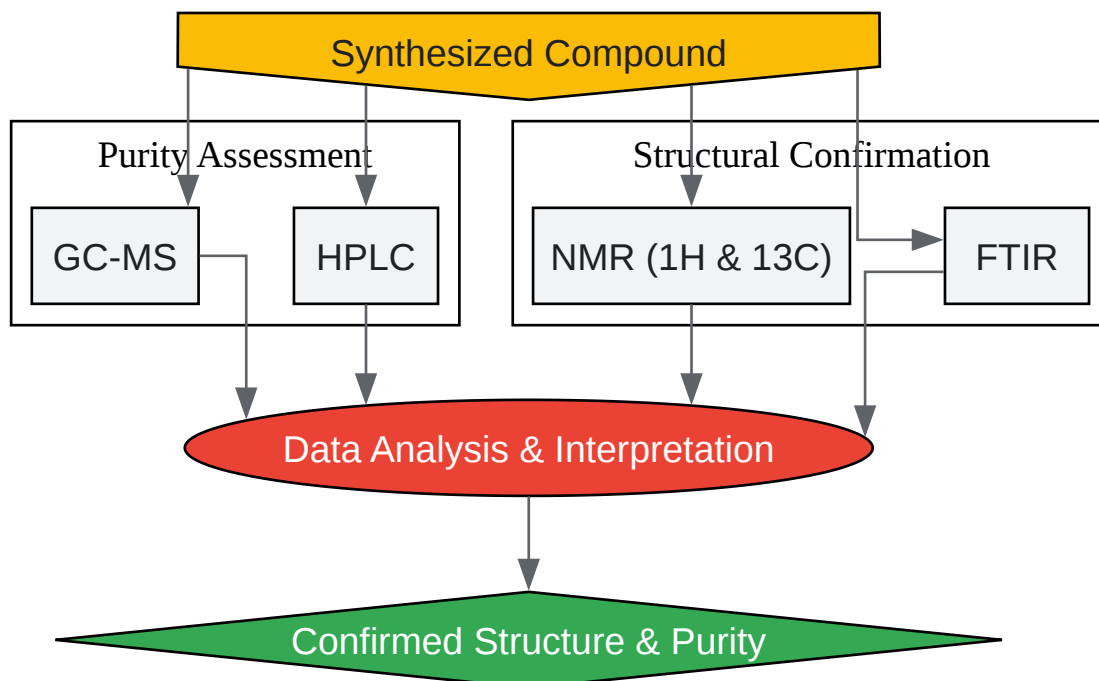 Synthesized Compound
Purity Assessment
Structural Confirmation
GC-MS
HPLC
NMR (1H & 13C)
FTIR
Data Analysis & Interpretation
Confirmed Structure & Purity